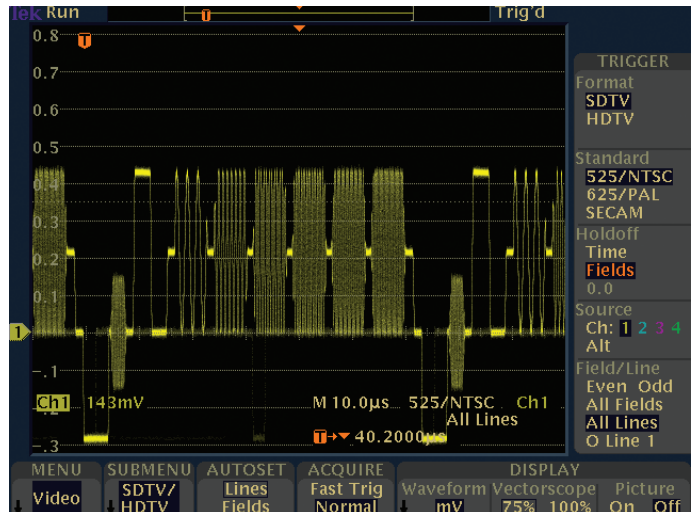 Tek Run Trig'd
T
T
0.8
0.7
0.6
0.5
0.4
0.3
0.2
0.1
1
-.1
Ch1 143mV M 10.0µs 525/NTSC Ch1
All Lines
T 40.2000µs
-.3
TRIGGER
Format
SDTV
HDTV
Standard
525/NTSC
625/PAL
SECAM
Holdoff
Time
Fields
0.0
Source
Ch: 1 2 3 4
Alt
Field/Line
Even Odd
All Fields
All Lines
O Line 1
MENU SUBMENU AUTOSET ACQUIRE DISPLAY
Video SDTV/ HDTV Lines Fields Fast Trig Normal Waveform mV Vectorscope 75% 100% Picture On Off